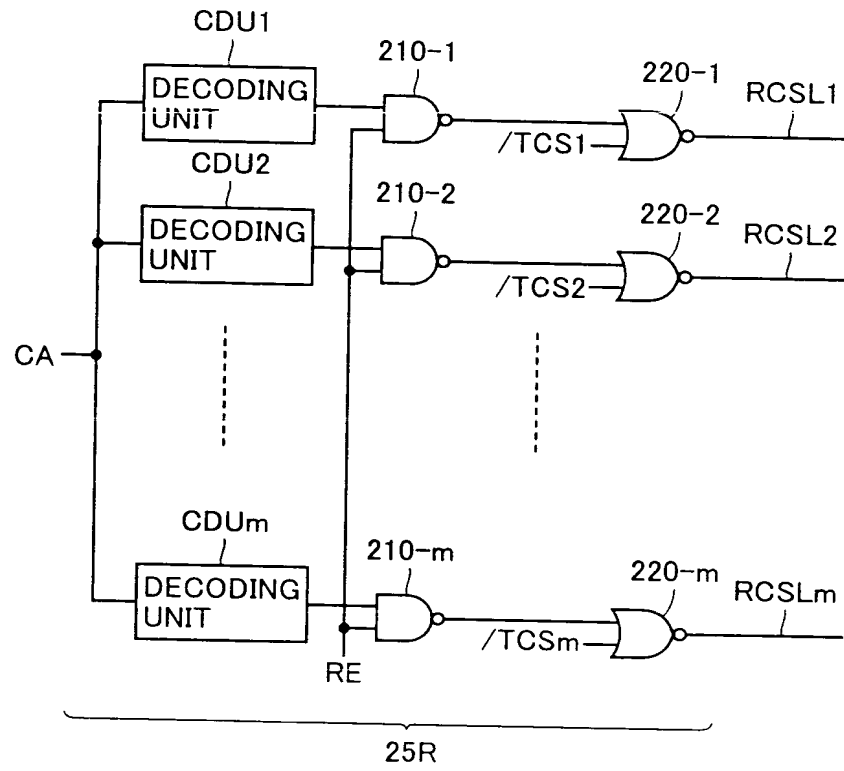 CDU1
DECODING
UNIT
210-1
220-1
RCSL1
/TCS1
CDU2
DECODING
UNIT
210-2
220-2
RCSL2
/TCS2
CA
CDUm
DECODING
UNIT
210-m
220-m
RCSLm
/TCSm
RE
25R